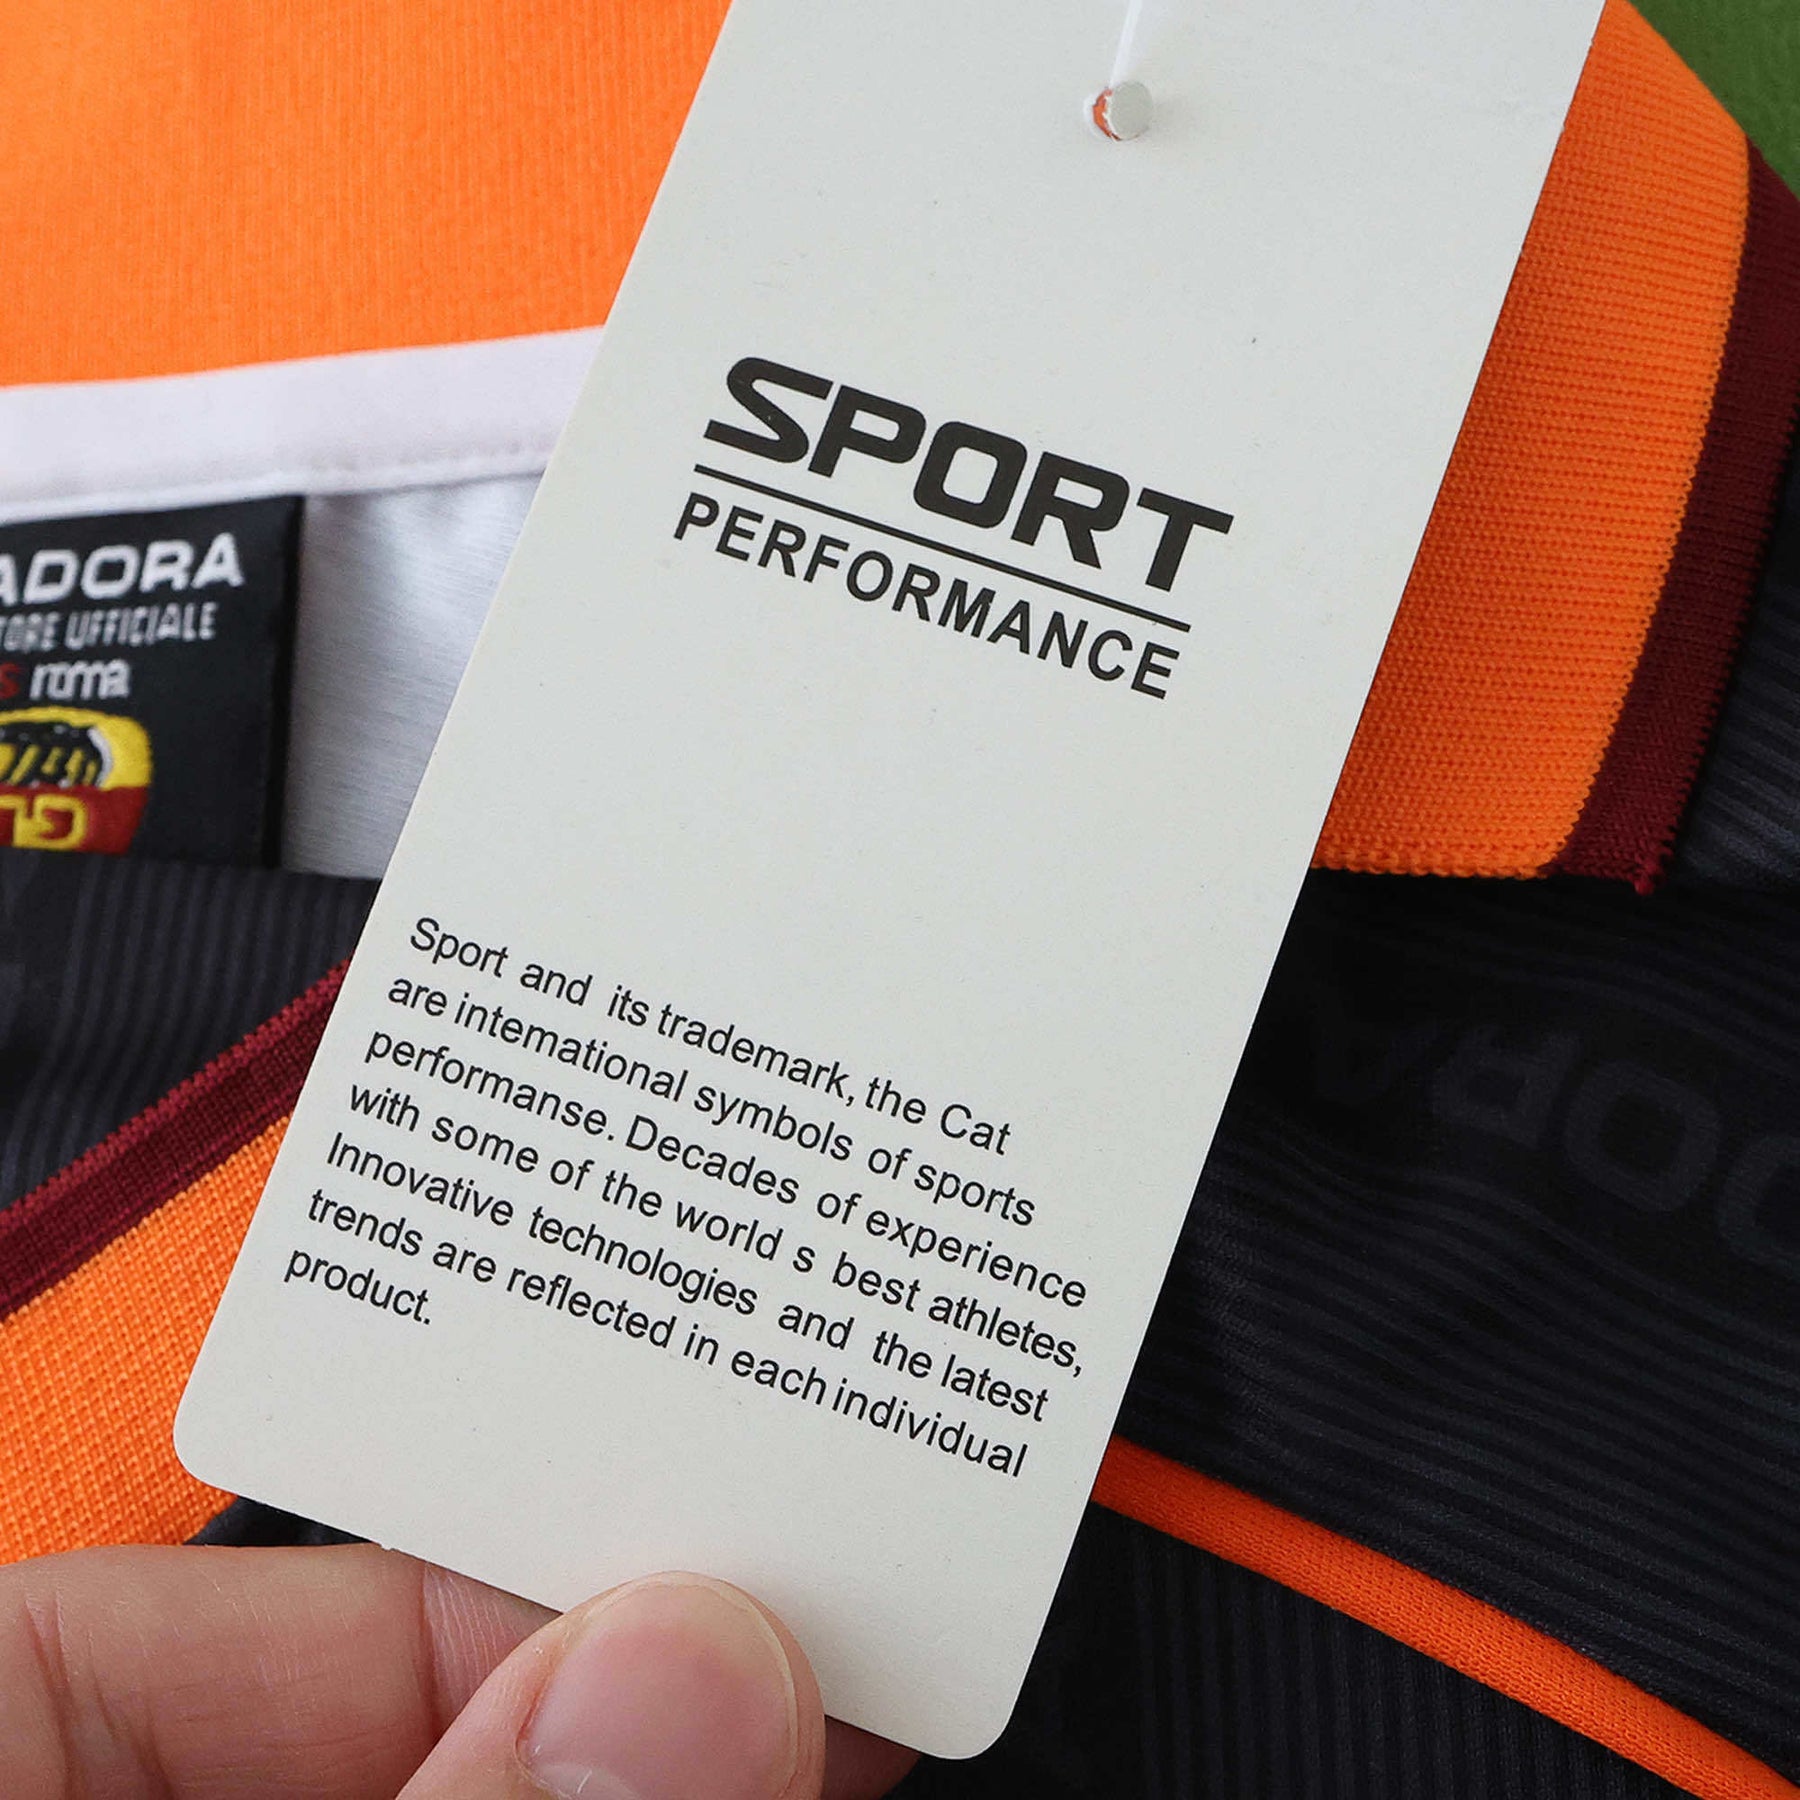 SPORT
PERFORMANCE
Sport and its trademark, the Cat
are intemational symbols of sports
performanse. Decades of experience
with some of the world s best athletes,
Innovative technologies and the latest
trends are reflected in each individual
product.
ADORA
TORE UFFICIALE
S roma